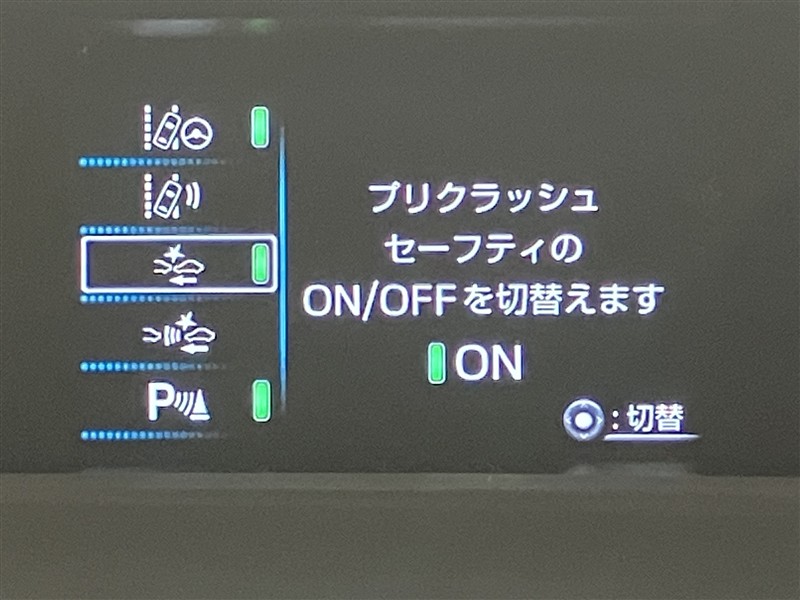 プリクラッシュ
セーフティの
ON/OFFを切替えます
ON
:切替
P